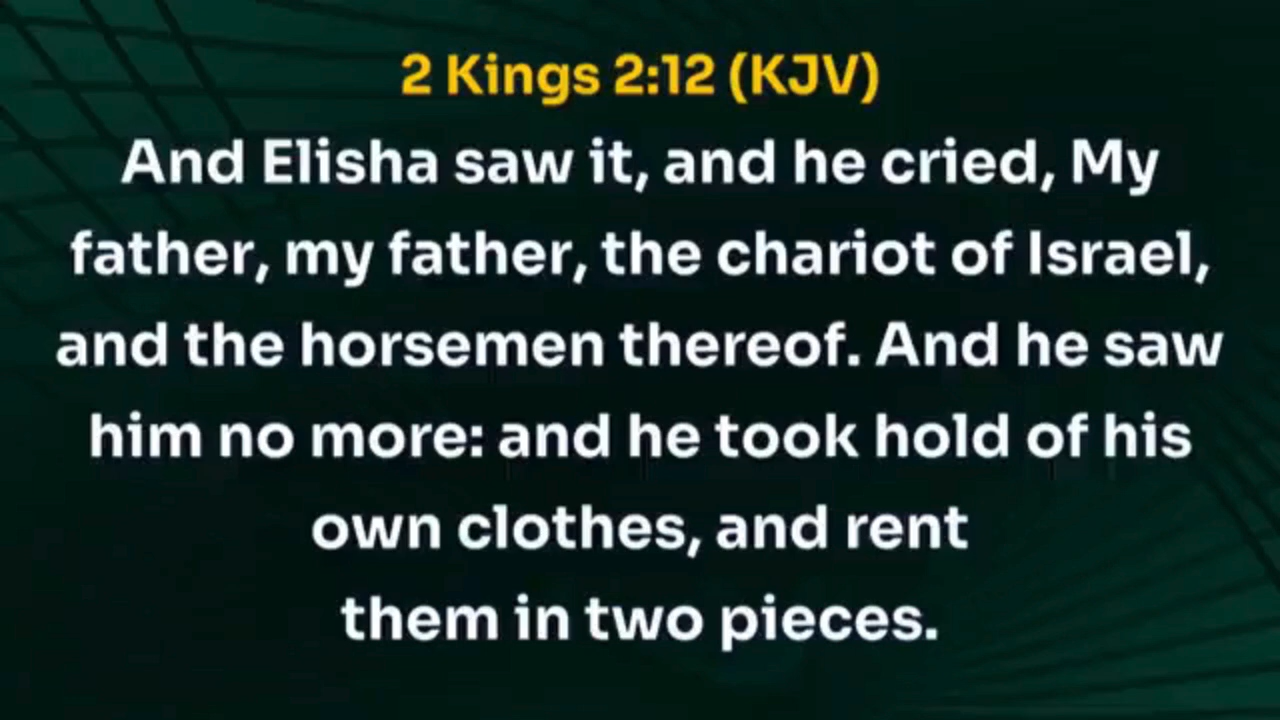 2 Kings 2:12 (KJV)
And Elisha saw it, and he cried, My
father, my father, the chariot of Israel,
and the horsemen thereof. And he saw
him no more: and he took hold of his
own clothes, and rent
them in two pieces.